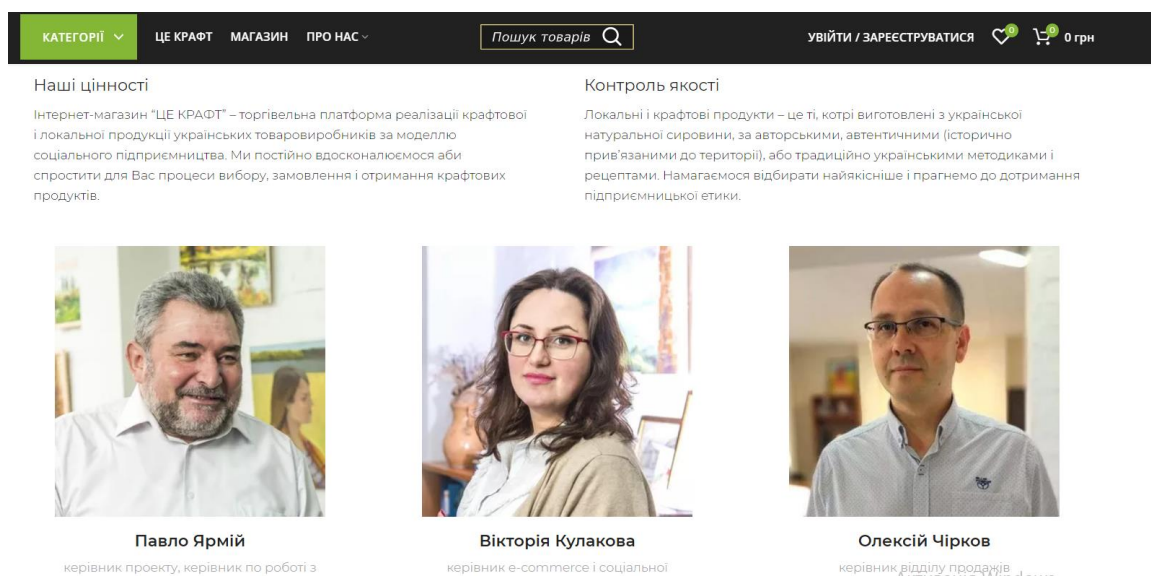 КАТЕГОРІЇ ЦЕ КРАФТ МАГАЗИН ПРО НАС Пошук товарів УВІЙТИ / ЗАРЕЄСТРУВАТИСЯ 0 0 0 грн
Наші цінності
Інтернет-магазин “ЦЕ КРАФТ” – торгівельна платформа реалізації крафтової
і локальної продукції українських товаровиробників за моделлю
соціального підприємництва. Ми постійно вдосконалюємося аби
спростити для Вас процеси вибору, замовлення і отримання крафтових
продуктів.
Контроль якості
Локальні і крафтові продукти – це ті, котрі виготовлені з української
натуральної сировини, за авторськими, автентичними (історично
прив’язаними до території), або традиційно українськими методиками і
рецептами. Намагаємося відбирати найякісніше і прагнемо до дотримання
підприємницької етики.
Павло Ярмій
керівник проекту, керівник по роботі з
Вікторія Кулакова
керівник e-commerce і соціальної
Олексій Чірков
керівник відділу продажів